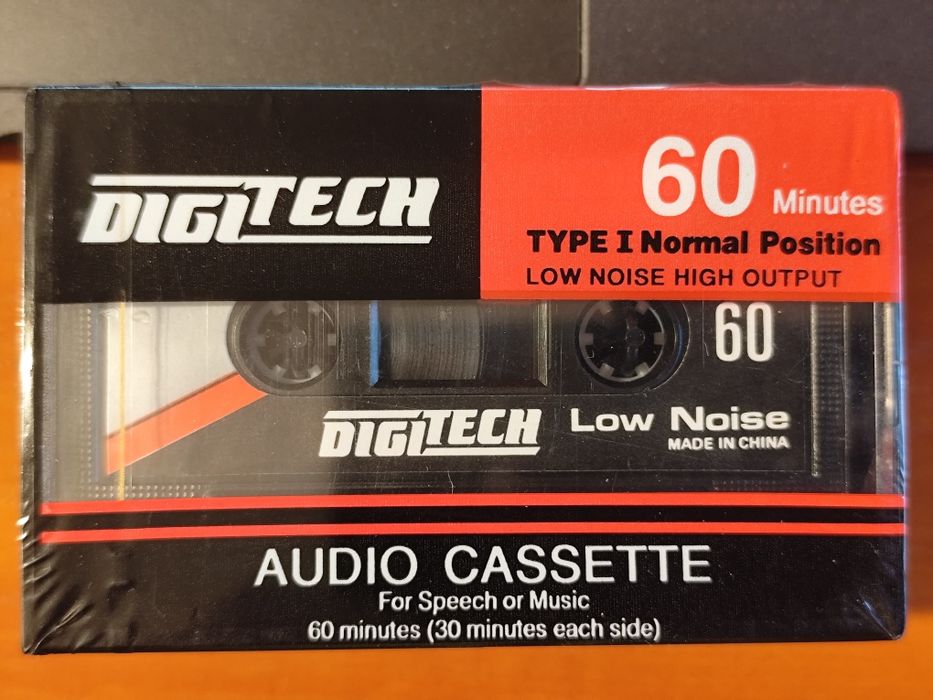 DIGITECH
60 Minutes
TYPE I Normal Position
LOW NOISE HIGH OUTPUT
60
DIGITECH Low Noise
MADE IN CHINA
AUDIO CASSETTE
For Speech or Music
60 minutes (30 minutes each side)